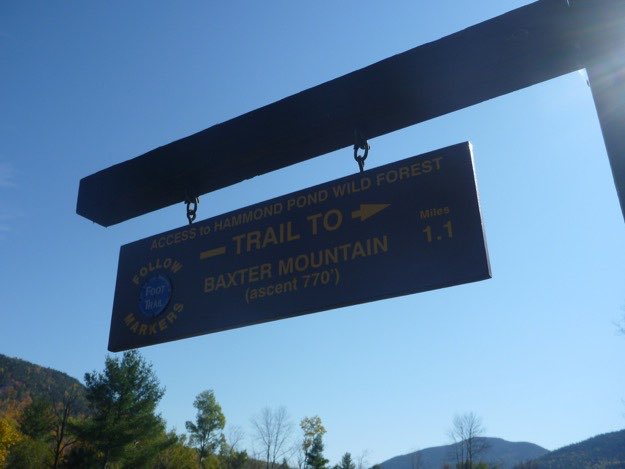 ACCESS to HAMMOND POND WILD FOREST
TRAIL TO
BAXTER MOUNTAIN
(ascent 770')
Miles
1.1
FOLLOW
FOOT
TRAIL
MARKERS